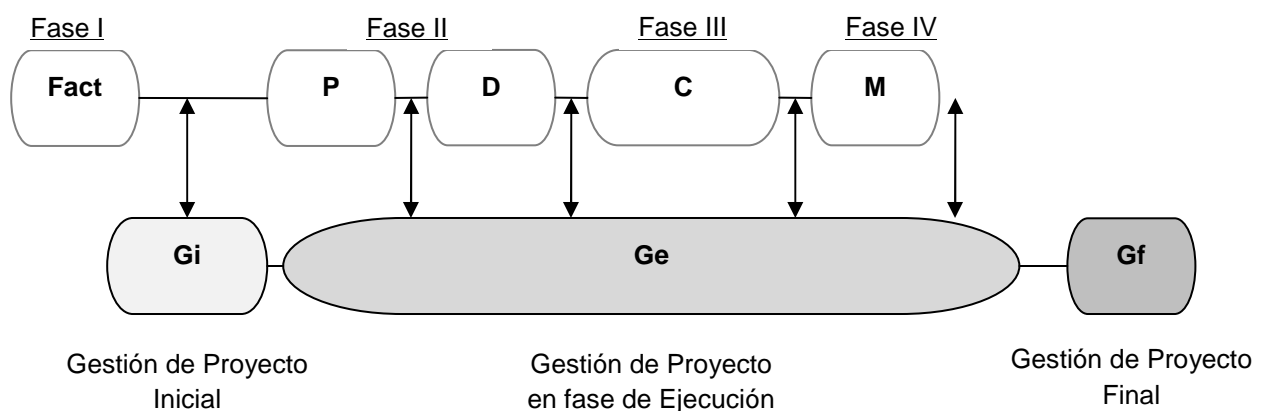 Fase I Fase II Fase III Fase IV
Fact P D C M
Gi Ge Gf
Gestión de Proyecto
Inicial
Gestión de Proyecto
en fase de Ejecución
Gestión de Proyecto
Final